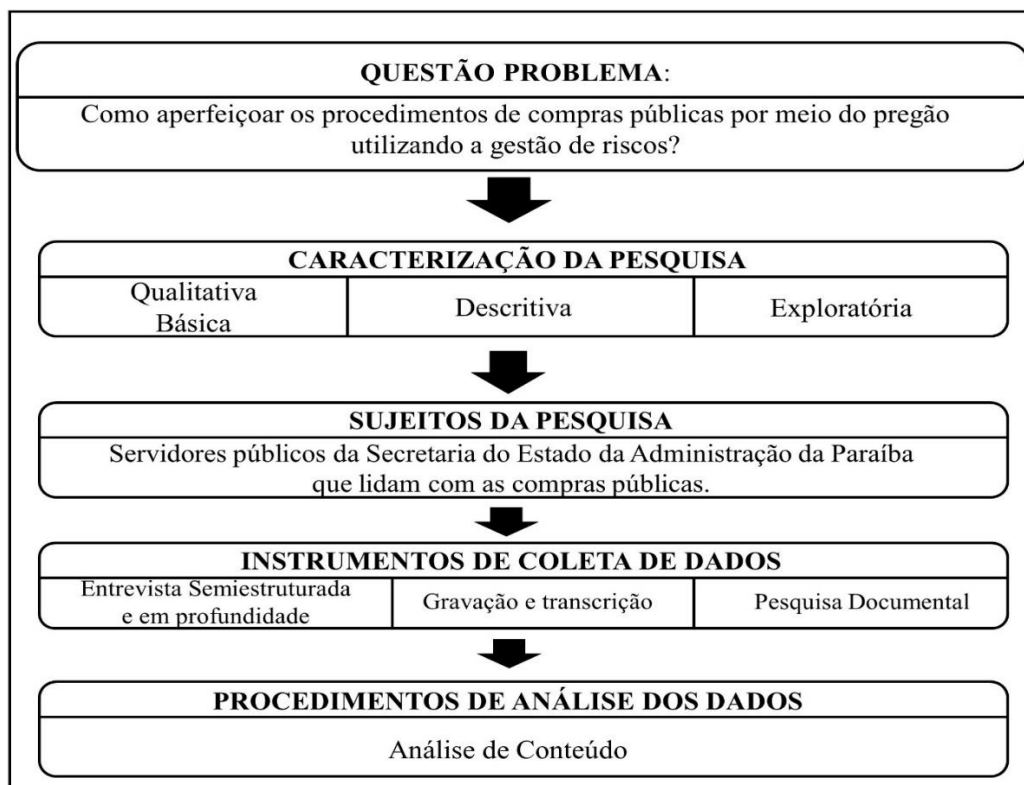 QUESTÃO PROBLEMA:
Como aperfeiçoar os procedimentos de compras públicas por meio do pregão
utilizando a gestão de riscos?
CARACTERIZAÇÃO DA PESQUISA
Qualitativa
Básica
Descritiva
Exploratória
SUJEITOS DA PESQUISA
Servidores públicos da Secretaria do Estado da Administração da Paraíba
que lidam com as compras públicas.
INSTRUMENTOS DE COLETA DE DADOS
Entrevista Semiestruturada
e em profundidade
Gravação e transcrição
Pesquisa Documental
PROCEDIMENTOS DE ANÁLISE DOS DADOS
Análise de Conteúdo